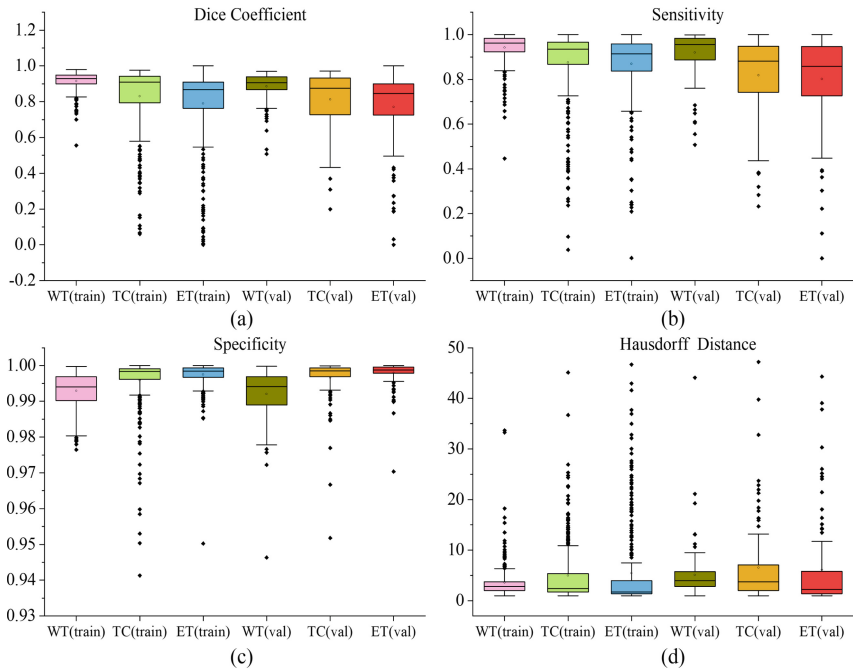 Dice Coefficient
1.2
1.0
0.8
0.6
0.4
0.2
0.0
-0.2
WT(train) TC(train) ET(train) WT(val) TC(val) ET(val)
(a)
Sensitivity
1.0
0.8
0.6
0.4
0.2
0.0
WT(train) TC(train) ET(train) WT(val) TC(val) ET(val)
(b)
Specificity
1.00
0.99
0.98
0.97
0.96
0.95
0.94
0.93
WT(train) TC(train) ET(train) WT(val) TC(val) ET(val)
(c)
Hausdorff Distance
50
40
30
20
10
0
WT(train) TC(train) ET(train) WT(val) TC(val) ET(val)
(d)